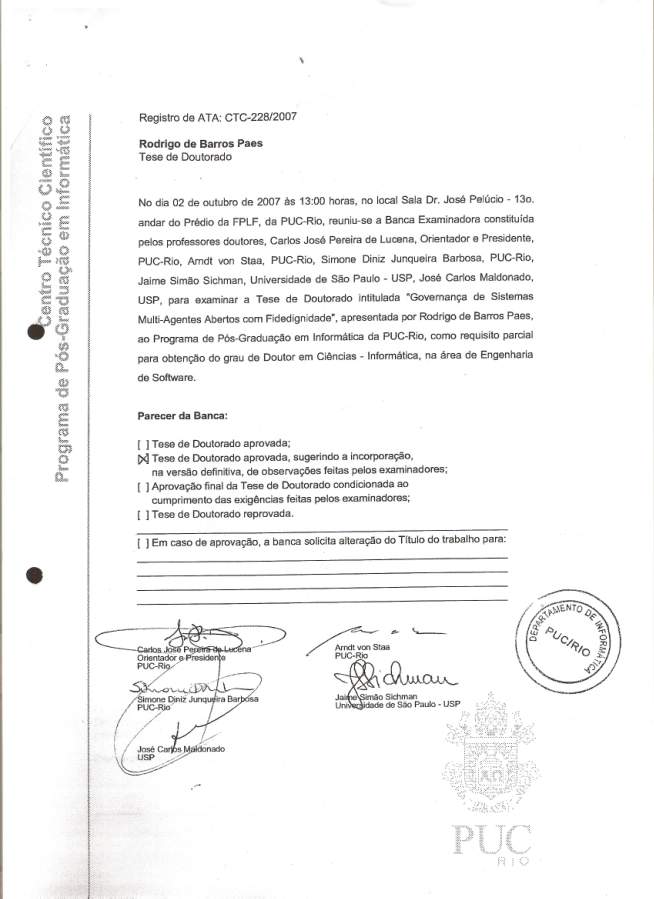 Centro Técnico Científico
Programa de Pós-Graduação em Informática
Registro de ATA: CTC-228/2007
Rodrigo de Barros Paes
Tese de Doutorado
No dia 02 de outubro de 2007 às 13:00 horas, no local Sala Dr. José Pelúcio - 13o.
andar do Prédio da FPLF, da PUC-Rio, reuniu-se a Banca Examinadora constituída
pelos professores doutores, Carlos José Pereira de Lucena, Orientador e Presidente,
PUC-Rio, Arndt von Staa, PUC-Rio, Simone Diniz Junqueira Barbosa, PUC-Rio,
Jaime Simão Sichman, Universidade de São Paulo - USP, José Carlos Maldonado,
USP, para examinar a Tese de Doutorado intitulada "Governança de Sistemas
Multi-Agentes Abertos com Fidedignidade", apresentada por Rodrigo de Barros Paes,
ao Programa de Pós-Graduação em Informática da PUC-Rio, como requisito parcial
para obtenção do grau de Doutor em Ciências - Informática, na área de Engenharia
de Software.
Parecer da Banca:
[ ] Tese de Doutorado aprovada;
[X] Tese de Doutorado aprovada, sugerindo a incorporação,
na versão definitiva, de observações feitas pelos examinadores;
[ ] Aprovação final da Tese de Doutorado condicionada ao
cumprimento das exigências feitas pelos examinadores;
[ ] Tese de Doutorado reprovada.
[ ] Em caso de aprovação, a banca solicita alteração do Título do trabalho para:
Carlos José Pereira de Lucena
Orientador e Presidente
PUC-Rio
Arndt von Staa
PUC-Rio
DEPARTAMENTO DE INFORMÁTICA
PUC/RIO
Sichman
Simone Diniz Junqueira Barbosa
PUC-Rio
Jaime Simão Sichman
Universidade de São Paulo - USP
José Carlos Maldonado
USP
PUC
RIO